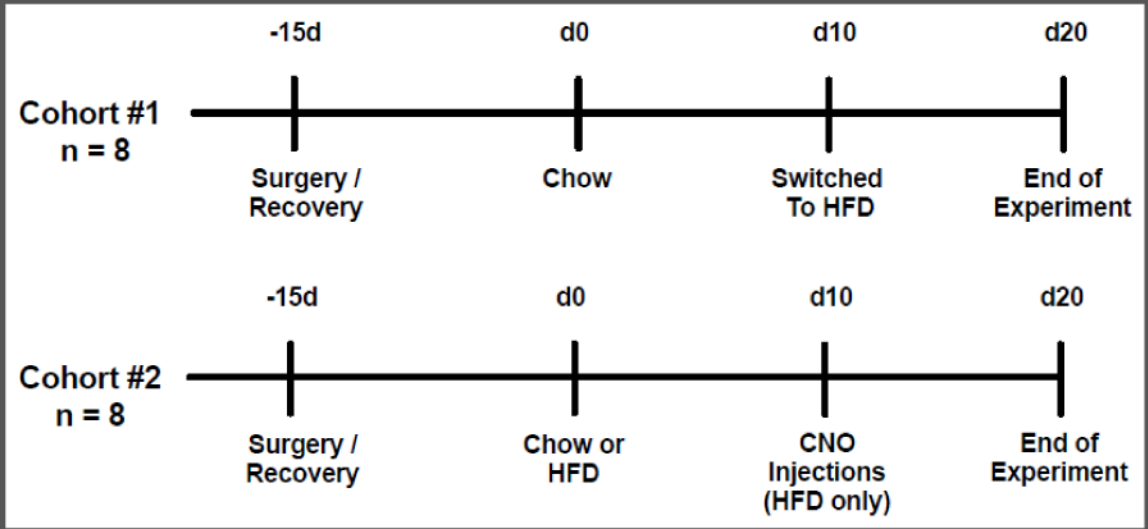 -15d d0 d10 d20
Cohort #1
n = 8
Surgery / Chow Switched End of
Recovery To HFD Experiment
-15d d0 d10 d20
Cohort #2
n = 8
Surgery / Chow or CNO End of
Recovery HFD Injections Experiment
(HFD only)